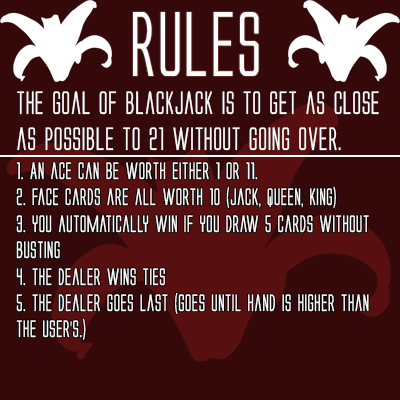 RULES
THE GOAL OF BLACKJACK IS TO GET AS CLOSE
AS POSSIBLE TO 21 WITHOUT GOING OVER.
1. AN ACE CAN BE WORTH EITHER 1 OR 11.
2. FACE CARDS ARE ALL WORTH 10 (JACK, QUEEN, KING)
3. YOU AUTOMATICALLY WIN IF YOU DRAW 5 CARDS WITHOUT
BUSTING
4. THE DEALER WINS TIES
5. THE DEALER GOES LAST (GOES UNTIL HAND IS HIGHER THAN
THE USER'S.)